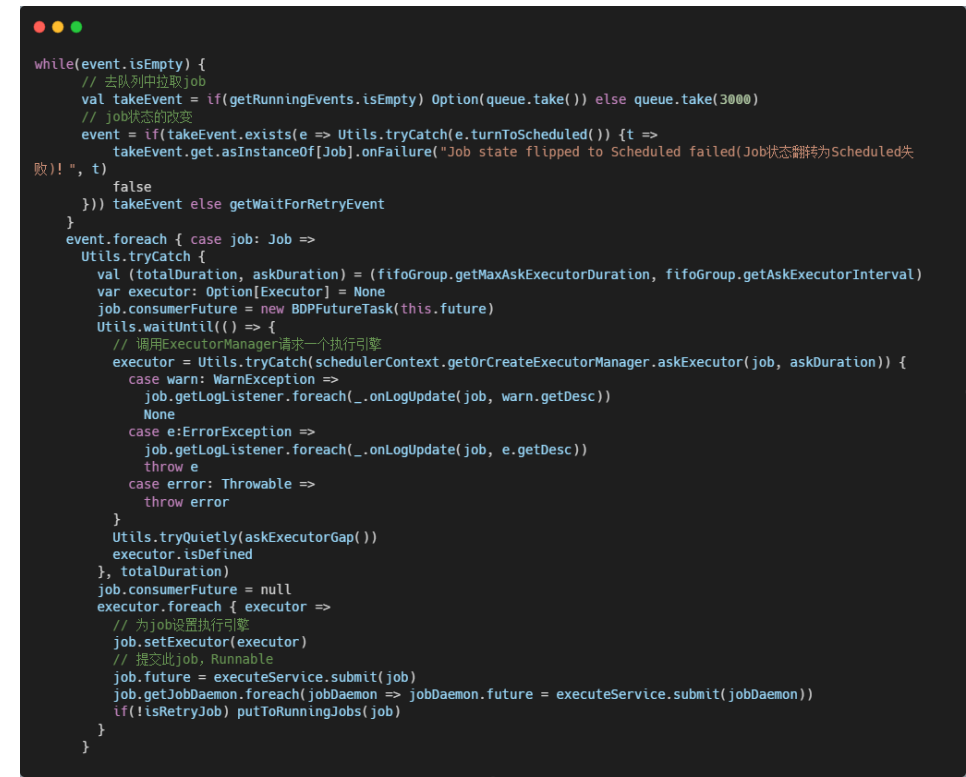 while(event.isEmpty) {
// 去队列中拉取job
val takeEvent = if(getRunningEvents.isEmpty) Option(queue.take()) else queue.take(3000)
// job状态的改变
event = if(takeEvent.exists(e => Utils.tryCatch(e.turnToScheduled()) {t =>
takeEvent.get.asInstanceOf[Job].onFailure("Job state flipped to Scheduled failed(Job状态翻转为Scheduled失
败)! ", t)
false
})) takeEvent else getWaitForRetryEvent
}
event.foreach { case job: Job =>
Utils.tryCatch {
val (totalDuration, askDuration) = (fifoGroup.getMaxAskExecutorDuration, fifoGroup.getAskExecutorInterval)
var executor: Option[Executor] = None
job.consumerFuture = new BDPFutureTask(this.future)
Utils.waitUntil(() => {
// 调用ExecutorManager请求一个执行引擎
executor = Utils.tryCatch(schedulerContext.getOrCreateExecutorManager.askExecutor(job, askDuration)) {
case warn: WarnException =>
job.getLogListener.foreach(_.onLogUpdate(job, warn.getDesc))
None
case e:ErrorException =>
job.getLogListener.foreach(_.onLogUpdate(job, e.getDesc))
throw e
case error: Throwable =>
throw error
}
Utils.tryQuietly(askExecutorGap())
executor.isDefined
}, totalDuration)
job.consumerFuture = null
executor.foreach { executor =>
// 为job设置执行引擎
job.setExecutor(executor)
// 提交此job，Runnable
job.future = executeService.submit(job)
job.getJobDaemon.foreach(jobDaemon => jobDaemon.future = executeService.submit(jobDaemon))
if(!isRetryJob) putToRunningJobs(job)
}
}